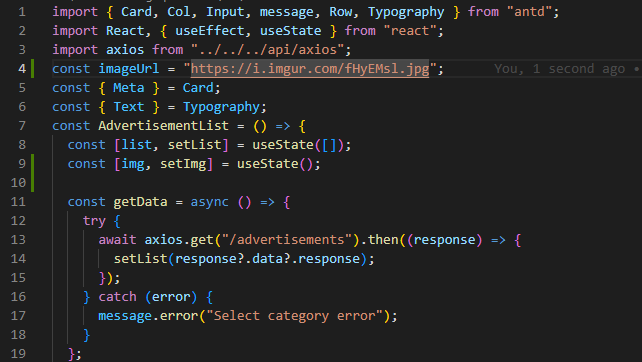 1 import { Card, Col, Input, message, Row, Typography } from "antd";
2 import React, { useEffect, useState } from "react";
3 import axios from "../../../api/axios";
4 const imageUrl = "https://i.imgur.com/fHyEMsl.jpg"; You, 1 second ago •
5 const { Meta } = Card;
6 const { Text } = Typography;
7 const AdvertisementList = () => {
8   const [list, setList] = useState([]);
9   const [img, setImg] = useState();
10
11   const getData = async () => {
12     try {
13       await axios.get("/advertisements").then((response) => {
14         setList(response?.data?.response);
15       });
16     } catch (error) {
17       message.error("Select category error");
18     }
19   };